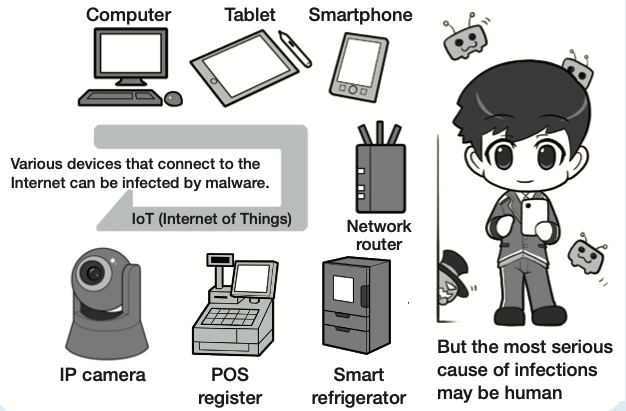 Computer
Tablet
Smartphone
Various devices that connect to the
Internet can be infected by malware.
IoT (Internet of Things)
Network
router
IP camera
POS
register
Smart
refrigerator
But the most serious
cause of infections
may be human